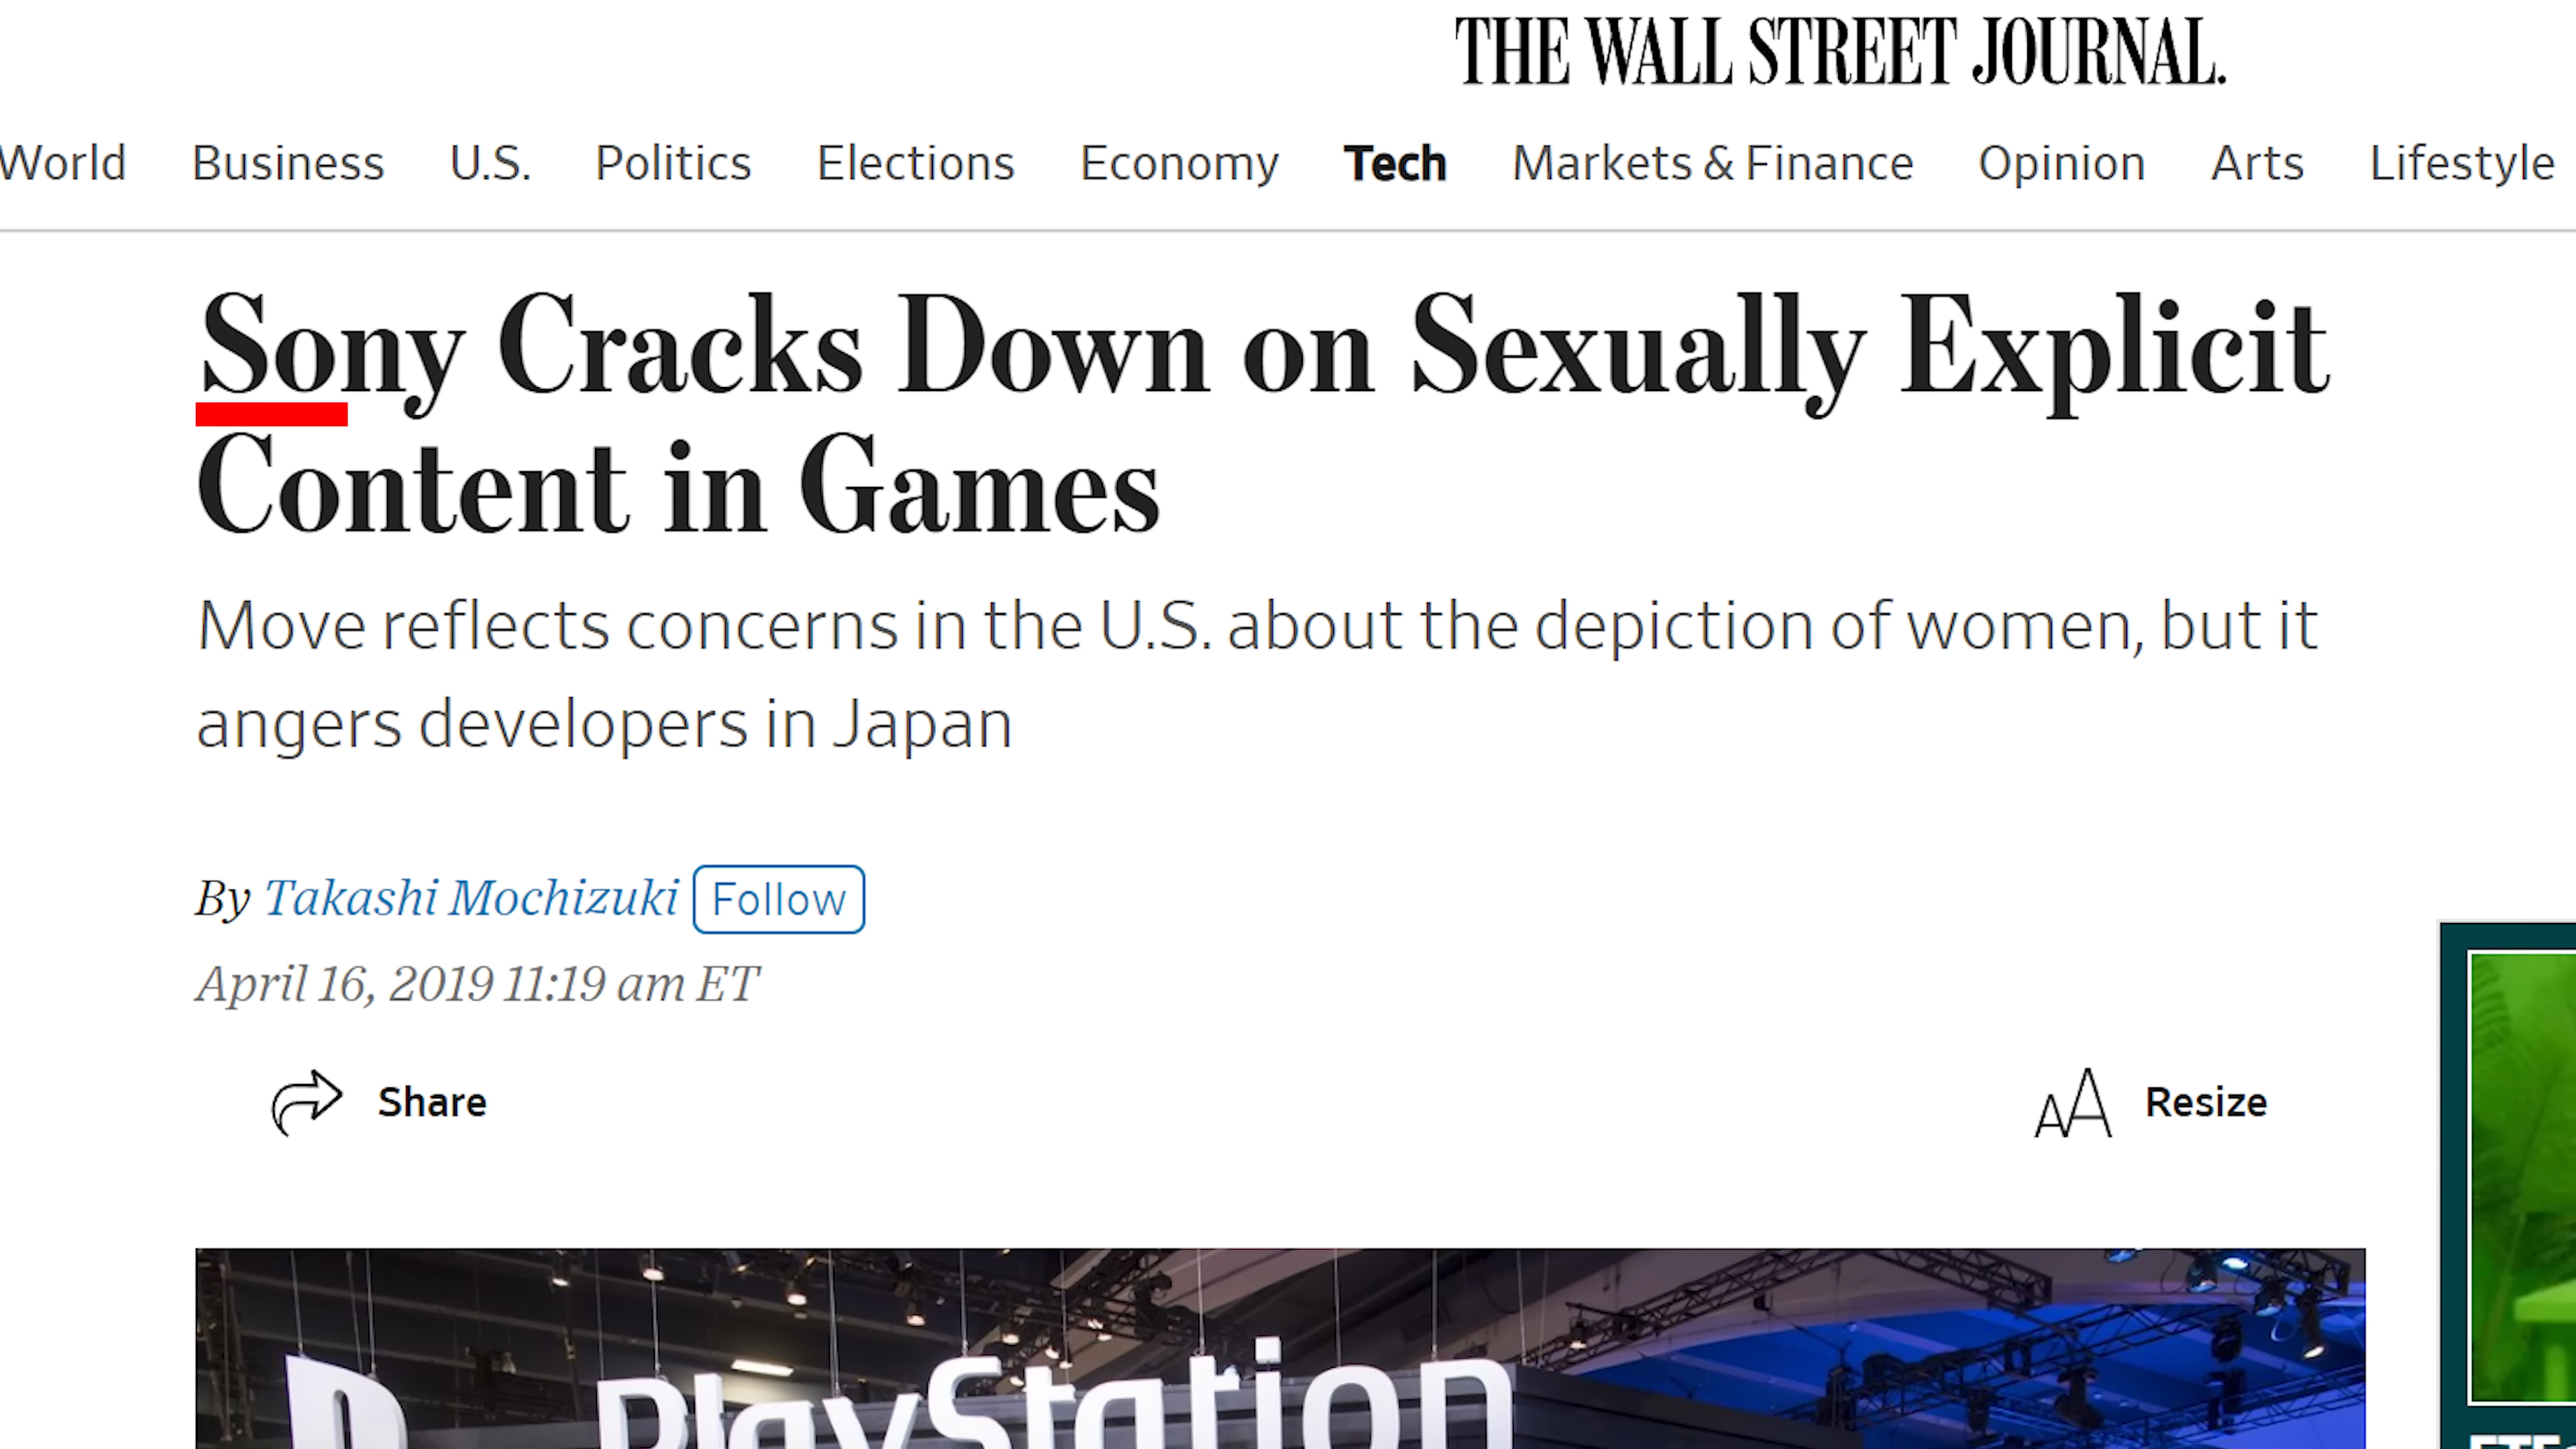 THE WALL STREET JOURNAL.
World Business U.S. Politics Elections Economy Tech Markets & Finance Opinion Arts Lifestyle
Sony Cracks Down on Sexually Explicit
Content in Games
Move reflects concerns in the U.S. about the depiction of women, but it
angers developers in Japan
By Takashi Mochizuki Follow
April 16, 2019 11:19 am ET
Share
AA Resize
PlayStation